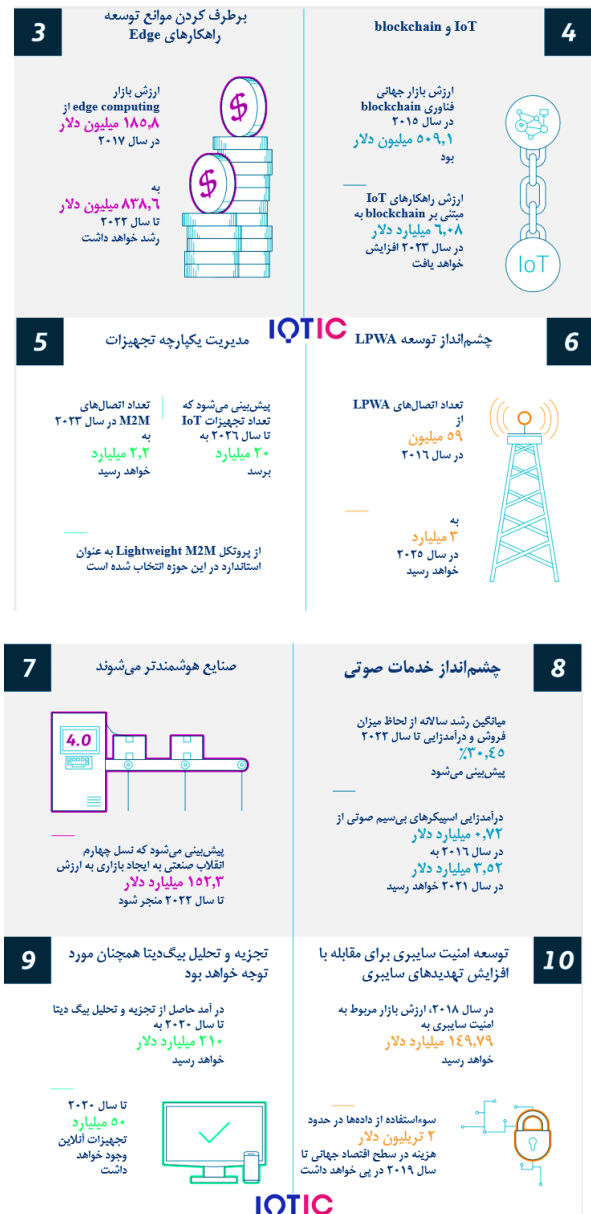 3
برطرف کردن موانع توسعه
راهکارهای Edge
ارزش بازار
edge computing از
۱۸۵,۸ میلیون دلار
در سال ۲۰۱۷
به
۸۳۸,۶ میلیون دلار
تا سال ۲۰۲۲
رشد خواهد داشت
$
$
4
IoT و blockchain
ارزش بازار جهانی
فناوری blockchain
در سال ۲۰۱۵
۵۰۹,۱ میلیون دلار
بود
ارزش راهکارهای IoT
مبتنی بر blockchain به
۶,۰۸ میلیارد دلار
در سال ۲۰۲۳ افزایش
خواهد یافت
IoT
IOTIC
5
مدیریت یکپارچه تجهیزات
پیش‌بینی می‌شود که
تعداد تجهیزات IoT
تا سال ۲۰۲۶ به
۲۰ میلیارد
برسد
تعداد اتصال‌های
M2M در سال ۲۰۲۳
به
۲,۲ میلیارد
خواهد رسید
از پروتکل Lightweight M2M به عنوان
استاندارد در این حوزه انتخاب شده است
6
چشم‌انداز توسعه LPWA
تعداد اتصال‌های LPWA
از
۵۹ میلیون
در سال ۲۰۱۶
به
۳ میلیارد
در سال ۲۰۲۵
خواهد رسید
7
صنایع هوشمندتر می‌شوند
4.0
پیش‌بینی می‌شود که نسل چهارم
انقلاب صنعتی به ایجاد بازاری به ارزش
۱۵۲,۳ میلیارد دلار
تا سال ۲۰۲۲ منجر شود
8
چشم‌انداز خدمات صوتی
میانگین رشد سالانه از لحاظ میزان
فروش و درآمدزایی تا سال ۲۰۲۲
۳۰,٤٥٪
پیش‌بینی می‌شود
درآمدزایی اسپیکرهای بی‌سیم صوتی از
۰,۷۲ میلیارد دلار
در سال ۲۰۱۶ به
۳,۵۲ میلیارد دلار
در سال ۲۰۲۱ خواهد رسید
9
تجزیه و تحلیل بیگ‌دیتا همچنان مورد
توجه خواهد بود
در آمد حاصل از تجزیه و تحلیل بیگ دیتا
تا سال ۲۰۲۰ به
۲۱۰ میلیارد دلار
خواهد رسید
تا سال ۲۰۲۰
۵۰ میلیارد
تجهیزات آنلاین
وجود خواهد
داشت
10
توسعه امنیت سایبری برای مقابله با
افزایش تهدیدهای سایبری
در سال ۲۰۱۸، ارزش بازار مربوط به
امنیت سایبری به
۱٤۹,۷۹ میلیارد دلار
خواهد رسید
سوءاستفاده از داده‌ها در حدود
۲ تریلیون دلار
هزینه در سطح اقتصاد جهانی تا
سال ۲۰۱۹ در پی خواهد داشت
IOTIC